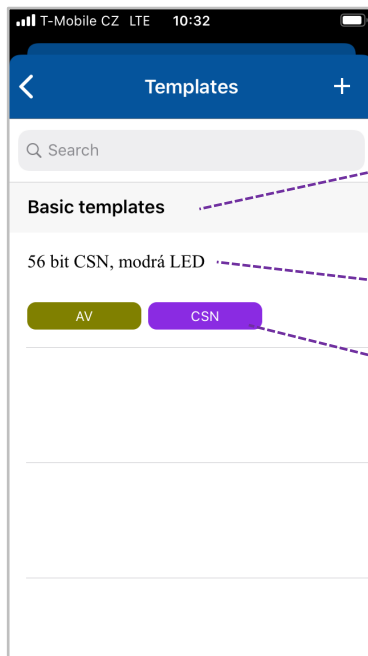 T-Mobile CZ LTE 10:32
Templates
Search
Basic templates
56 bit CSN, modrá LED
AV CSN